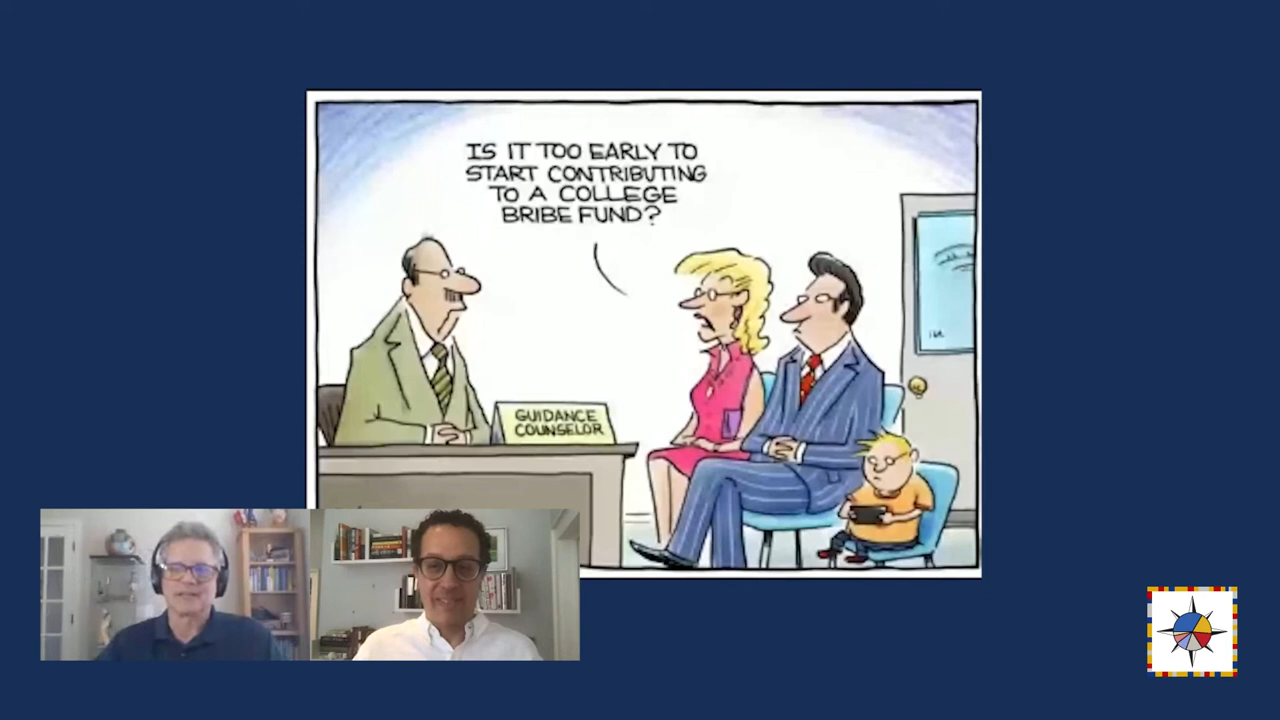 IS IT TOO EARLY TO
START CONTRIBUTING
TO A COLLEGE
BRIBE FUND?
GUIDANCE
COUNSELOR